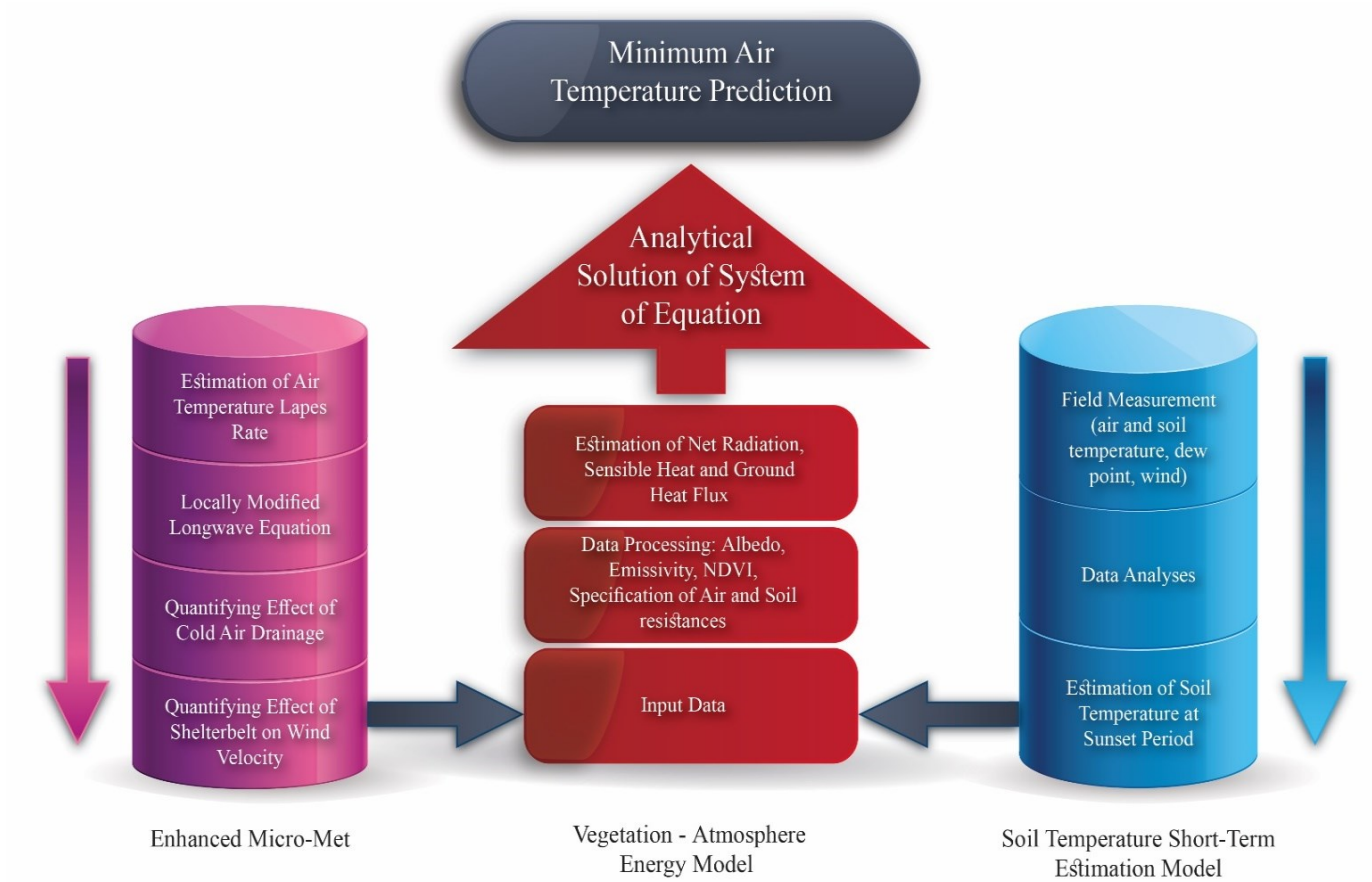 Minimum Air
Temperature Prediction
Analytical
Solution of System
of Equation
Estimation of Air
Temperature Lapes
Rate
Locally Modified
Longwave Equation
Quantifying Effect of
Cold Air Drainage
Quantifying Effect of
Shelterbelt on Wind
Velocity
Enhanced Micro-Met
Estimation of Net Radiation,
Sensible Heat and Ground
Heat Flux
Data Processing: Albedo,
Emissivity, NDVI,
Specification of Air and Soil
resistances
Input Data
Vegetation - Atmosphere
Energy Model
Field Measurement
(air and soil
temperature, dew
point, wind)
Data Analyses
Estimation of Soil
Temperature at
Sunset Period
Soil Temperature Short-Term
Estimation Model